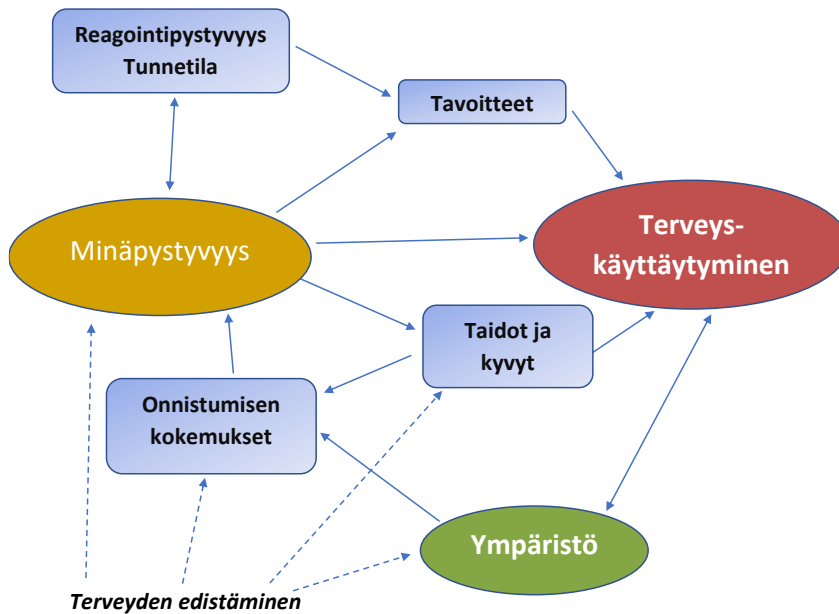 Reagointipystyvyys
Tunnetila
Tavoitteet
Minäpystyvyys
Terveys-
käyttäytyminen
Taidot ja
kyvyt
Onnistumisen
kokemukset
Ympäristö
Terveyden edistäminen